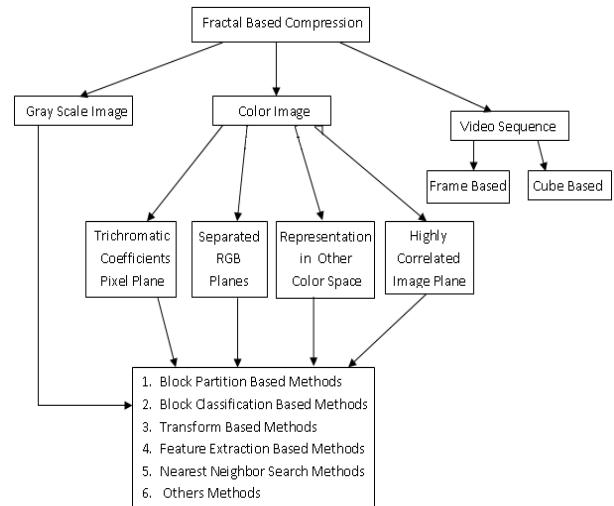 Fractal Based Compression
Gray Scale Image
Color Image
Video Sequence
Frame Based
Cube Based
Trichromatic
Coefficients
Pixel Plane
Separated
RGB
Planes
Representation
in Other
Color Space
Highly
Correlated
Image Plane
1. Block Partition Based Methods
2. Block Classification Based Methods
3. Transform Based Methods
4. Feature Extraction Based Methods
5. Nearest Neighbor Search Methods
6. Others Methods